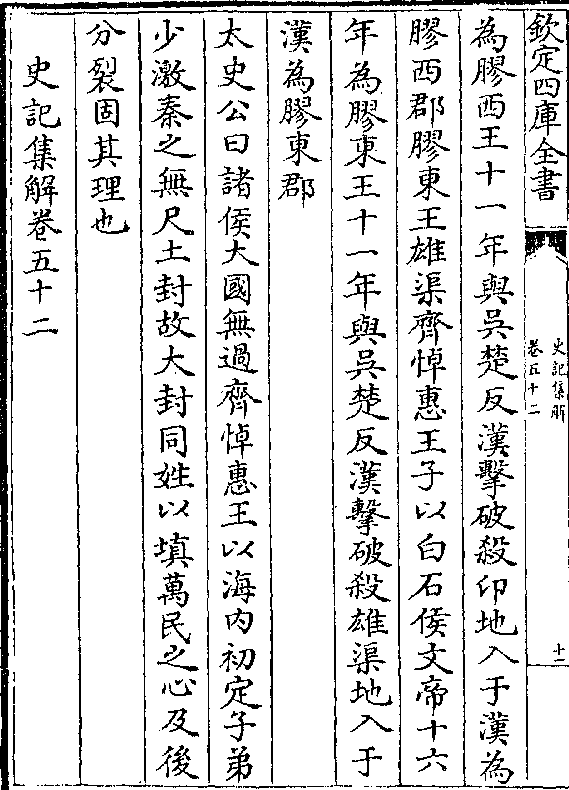 欽定四庫全書
史記集解
卷五十二
十二
為膠西王十一年與吳楚反漢擊破殺卬地入于漢為
膠西郡膠東王雄渠齊悼惠王子以白石侯文帝十六
年為膠東王十一年與吳楚反漢擊破殺雄渠地入于
漢為膠東郡
太史公曰諸侯大國無過齊悼惠王以海內初定子弟
少激秦之無尺土封故大封同姓以填萬民之心及後
分裂固其理也
史記集解卷五十二